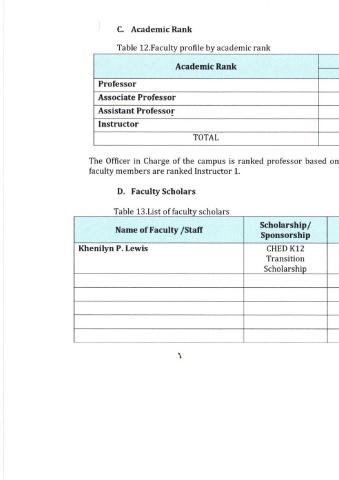 C. Academic Rank
Table 12.Faculty profile by academic rank
Academic Rank
Professor
Associate Professor
Assistant Professor
Instructor
TOTAL
The Officer in Charge of the campus is ranked professor based on
faculty members are ranked Instructor 1.
D. Faculty Scholars
Table 13.List of faculty scholars
Name of Faculty /Staff
Scholarship/
Sponsorship
Khenilyn P. Lewis
CHED K12
Transition
Scholarship